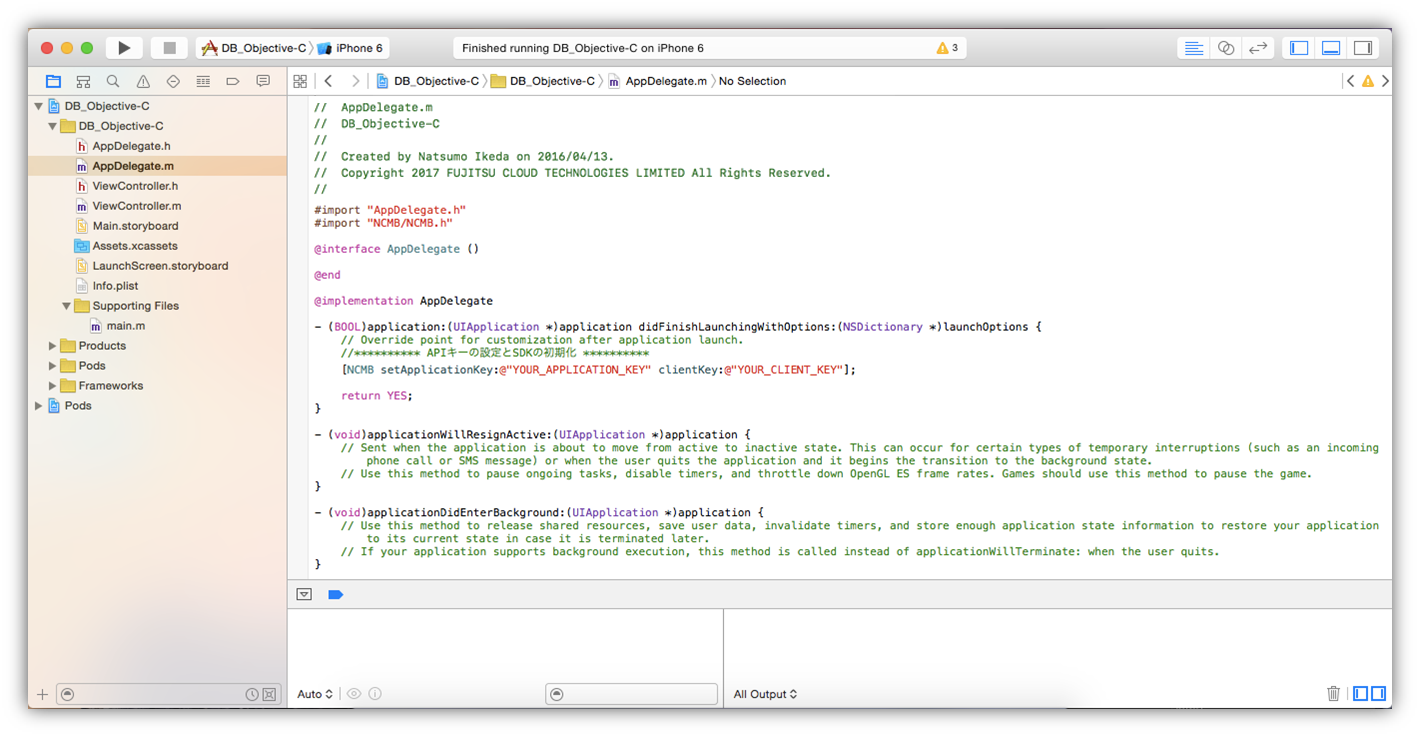 DB_Objective-C iPhone 6
Finished running DB_Objective-C on iPhone 6
3
DB_Objective-C DB_Objective-C m AppDelegate.m No Selection
DB_Objective-C
DB_Objective-C
h AppDelegate.h
m AppDelegate.m
h ViewController.h
m ViewController.m
Main.storyboard
Assets.xcassets
LaunchScreen.storyboard
Info.plist
Supporting Files
m main.m
Products
Pods
Frameworks
Pods
// AppDelegate.m
// DB_Objective-C
//
// Created by Natsumo Ikeda on 2016/04/13.
// Copyright 2017 FUJITSU CLOUD TECHNOLOGIES LIMITED All Rights Reserved.
//
#import "AppDelegate.h"
#import "NCMB/NCMB.h"
@interface AppDelegate ()
@end
@implementation AppDelegate
- (BOOL)application:(UIApplication *)application didFinishLaunchingWithOptions:(NSDictionary *)launchOptions {
// Override point for customization after application launch.
//********** APIキーの設定とSDKの初期化 **********
[NCMB setApplicationKey:@"YOUR_APPLICATION_KEY" clientKey:@"YOUR_CLIENT_KEY"];
return YES;
}
- (void)applicationWillResignActive:(UIApplication *)application {
// Sent when the application is about to move from active to inactive state. This can occur for certain types of temporary interruptions (such as an incoming
phone call or SMS message) or when the user quits the application and it begins the transition to the background state.
// Use this method to pause ongoing tasks, disable timers, and throttle down OpenGL ES frame rates. Games should use this method to pause the game.
}
- (void)applicationDidEnterBackground:(UIApplication *)application {
// Use this method to release shared resources, save user data, invalidate timers, and store enough application state information to restore your application
to its current state in case it is terminated later.
// If your application supports background execution, this method is called instead of applicationWillTerminate: when the user quits.
}
Auto
All Output